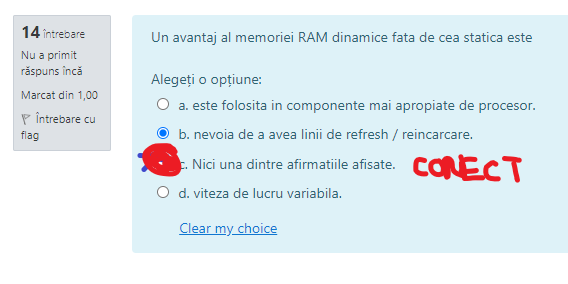 14 întrebare
Nu a primit
răspuns încă
Marcat din 1,00
Întrebare cu
flag
Un avantaj al memoriei RAM dinamice fata de cea statica este
Alegeți o opțiune:
a. este folosita in componente mai apropiate de procesor.
b. nevoia de a avea linii de refresh / reincarcare.
c. Nici una dintre afirmatiile afisate. CORECT
d. viteza de lucru variabila.
Clear my choice